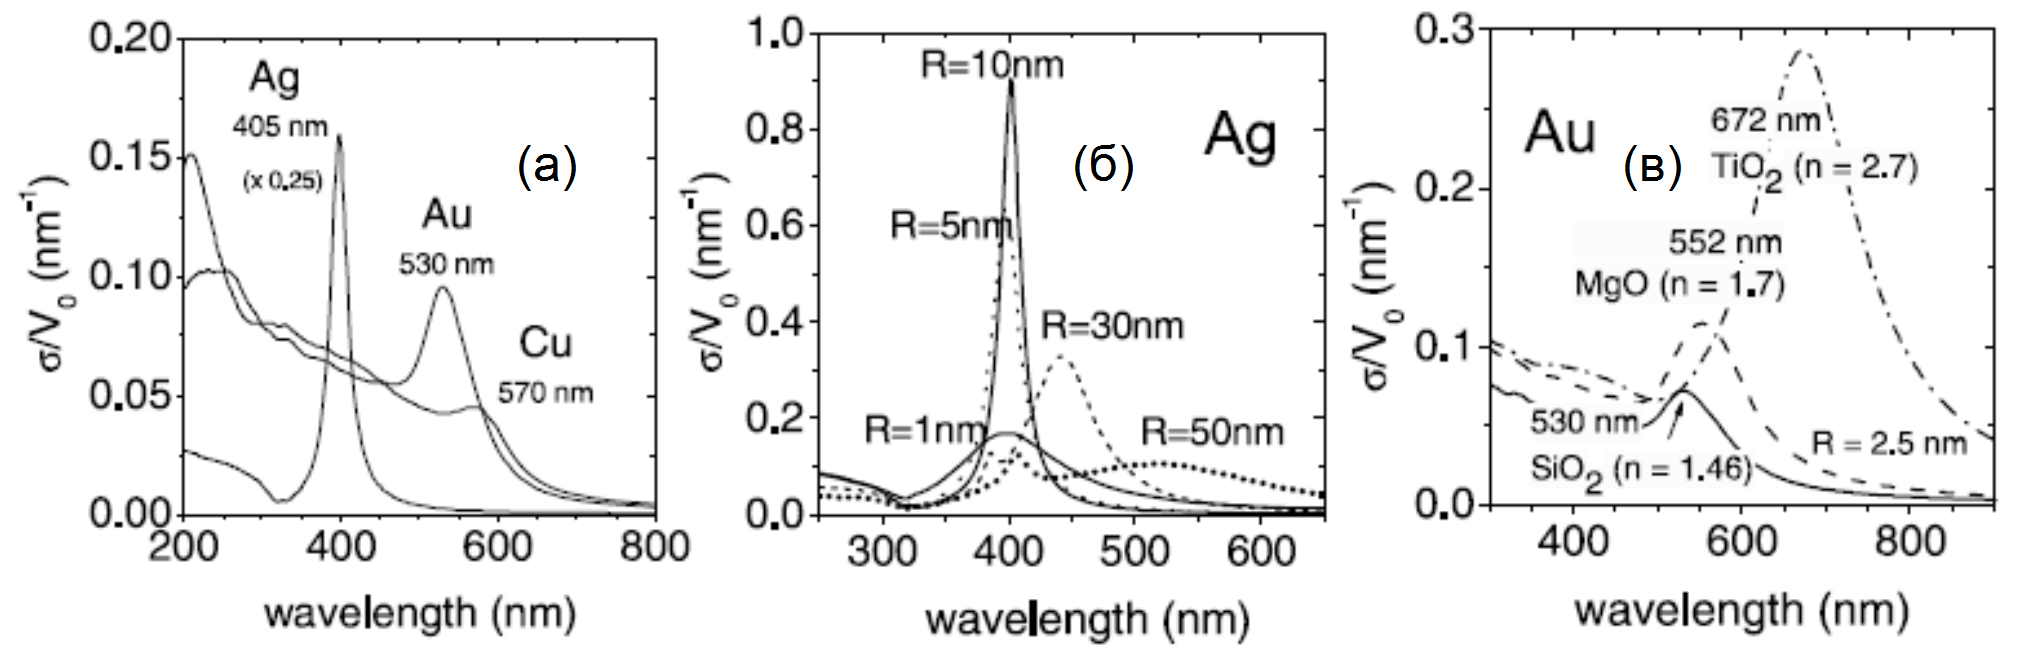 0.20
0.15
0.10
0.05
0.00
σ/V₀ (nm⁻¹)
Ag
405 nm
(x 0.25)
(а)
Au
530 nm
Cu
570 nm
200 400 600 800
wavelength (nm)
1.0
0.8
0.6
0.4
0.2
0.0
σ/V₀ (nm⁻¹)
R=10nm
Ag
(б)
R=5nm
R=30nm
R=1nm
R=50nm
300 400 500 600
wavelength (nm)
0.3
0.2
0.1
0.0
σ/V₀ (nm⁻¹)
Au
(в)
672 nm
TiO₂ (n = 2.7)
552 nm
MgO (n = 1.7)
530 nm
SiO₂ (n = 1.46)
R = 2.5 nm
400 600 800
wavelength (nm)